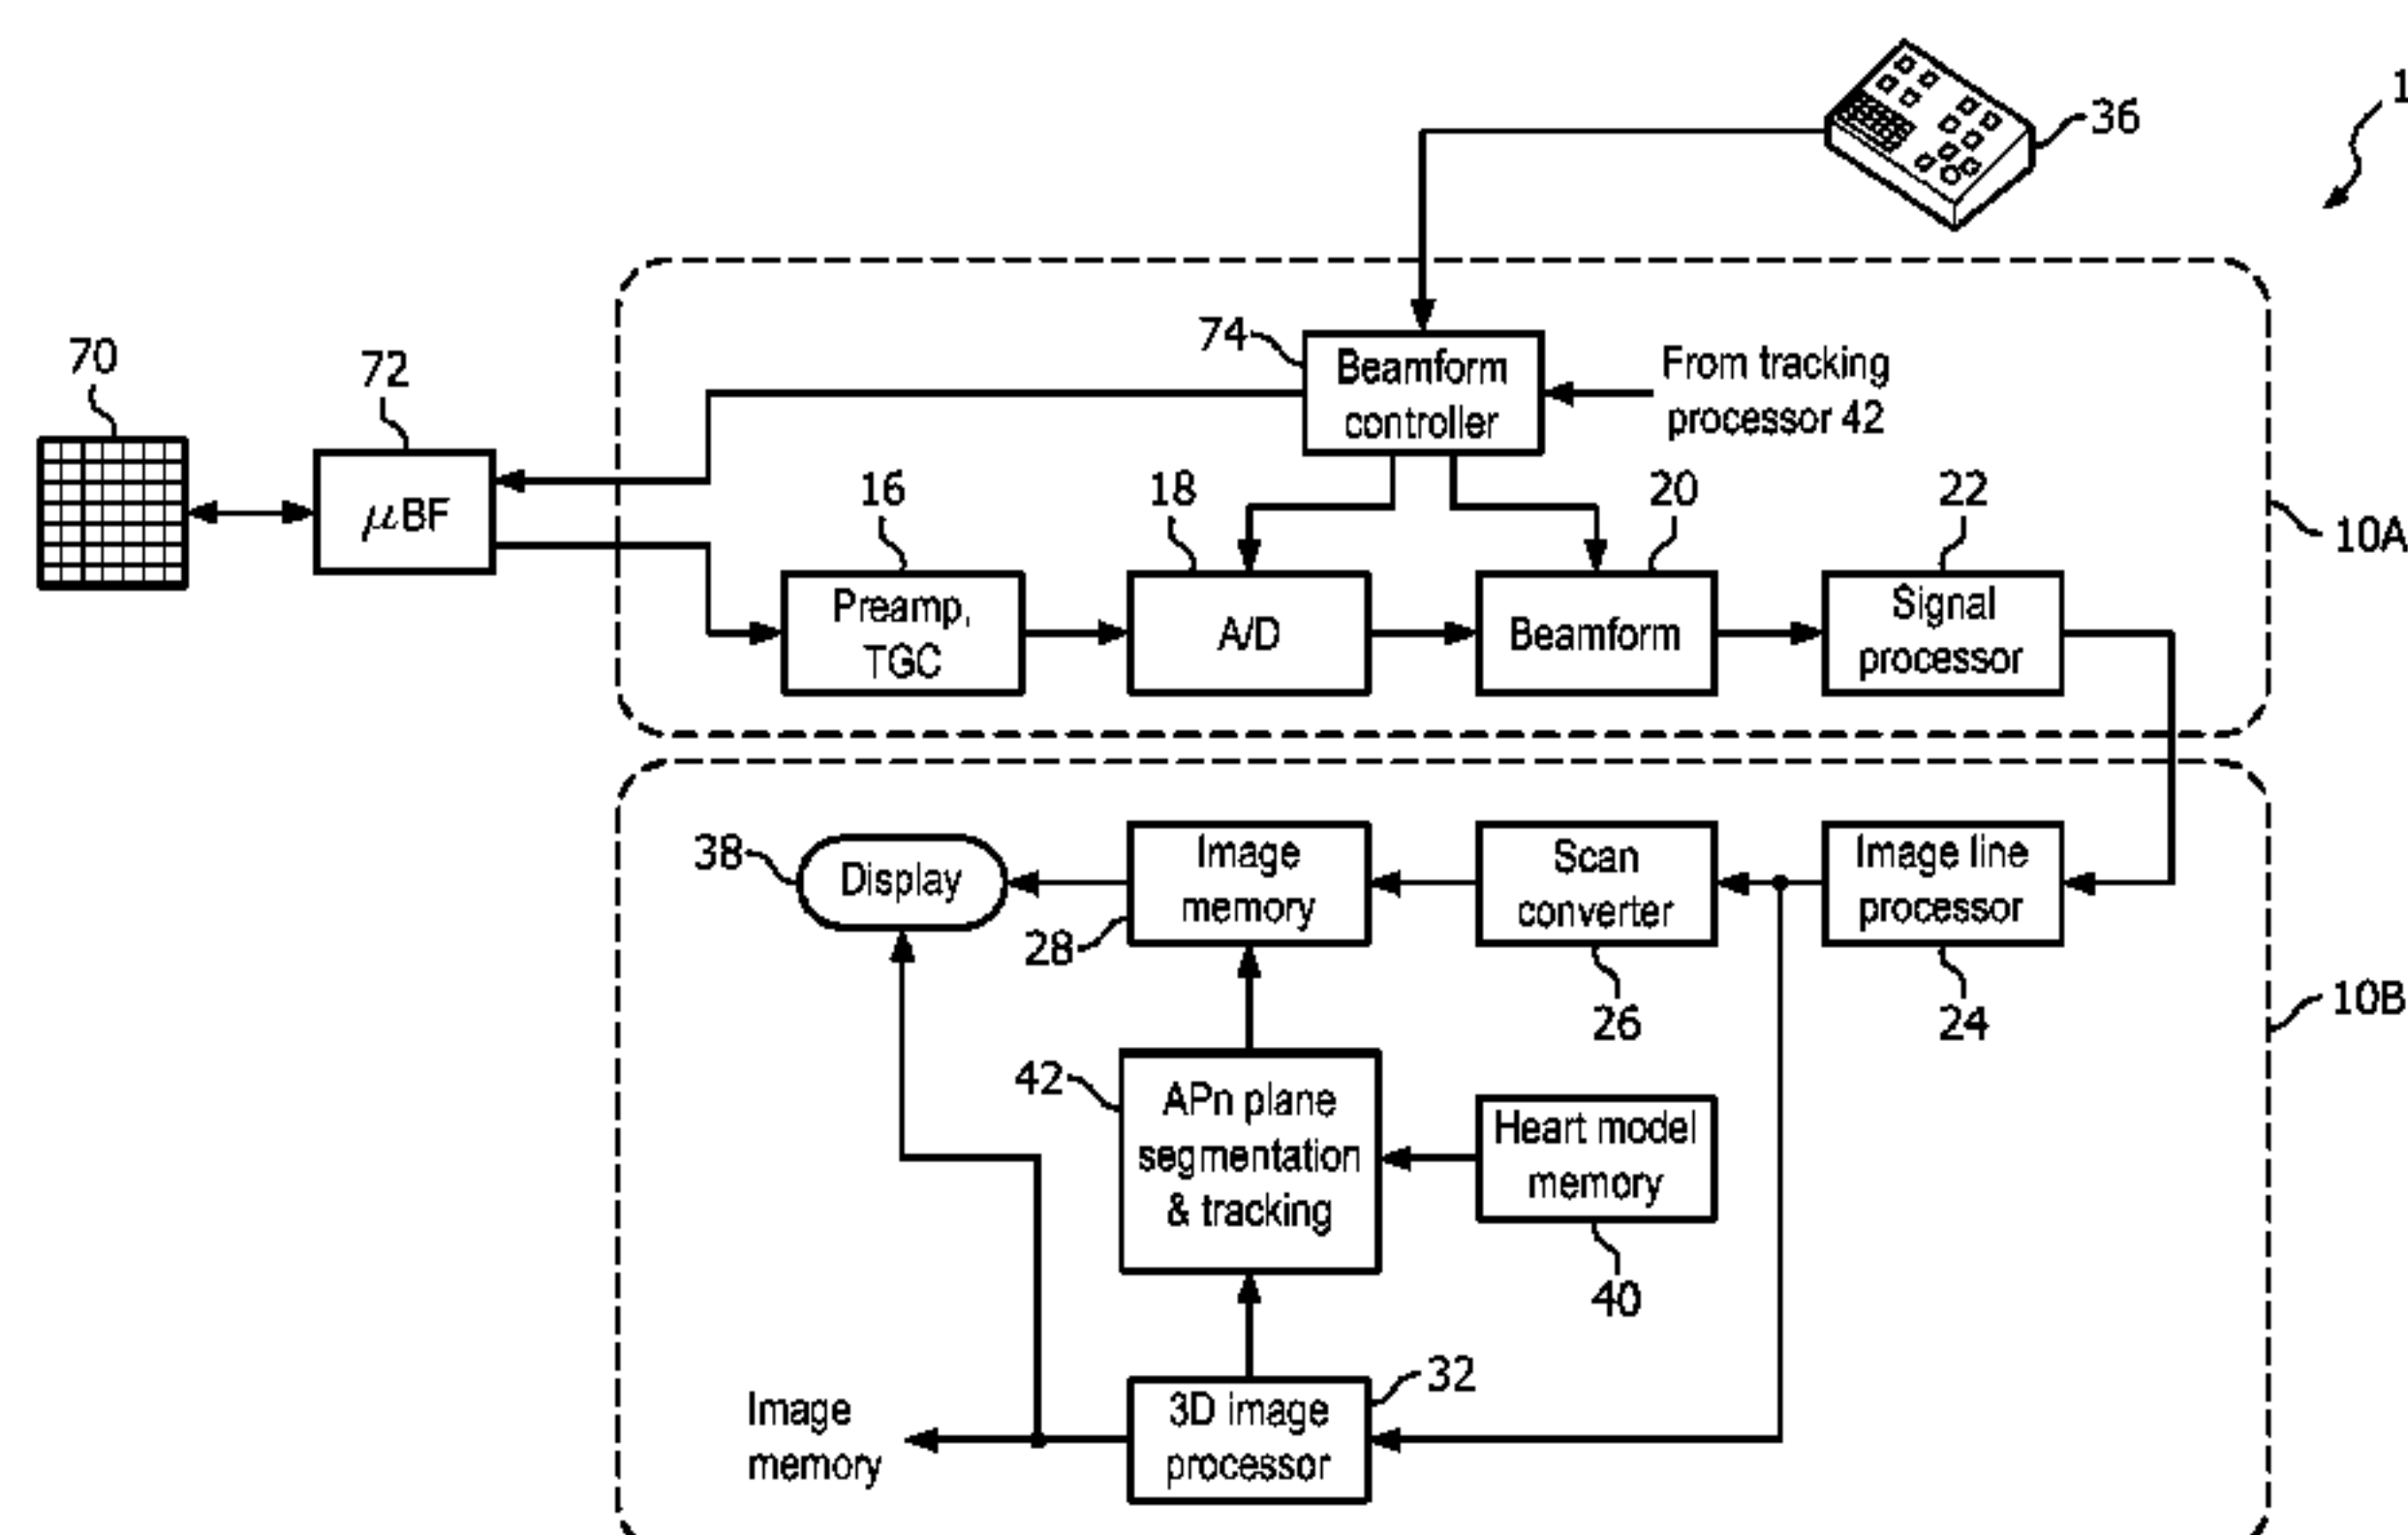 36
1
74
Beamform
controller
From tracking
processor 42
70
72
μBF
16
Preamp,
TGC
18
A/D
20
Beamform
22
Signal
processor
10A
38
Display
Image
memory
28
Scan
converter
26
Image line
processor
24
10B
42
APn plane
segmentation
& tracking
Heart model
memory
40
Image
memory
3D image
processor
32